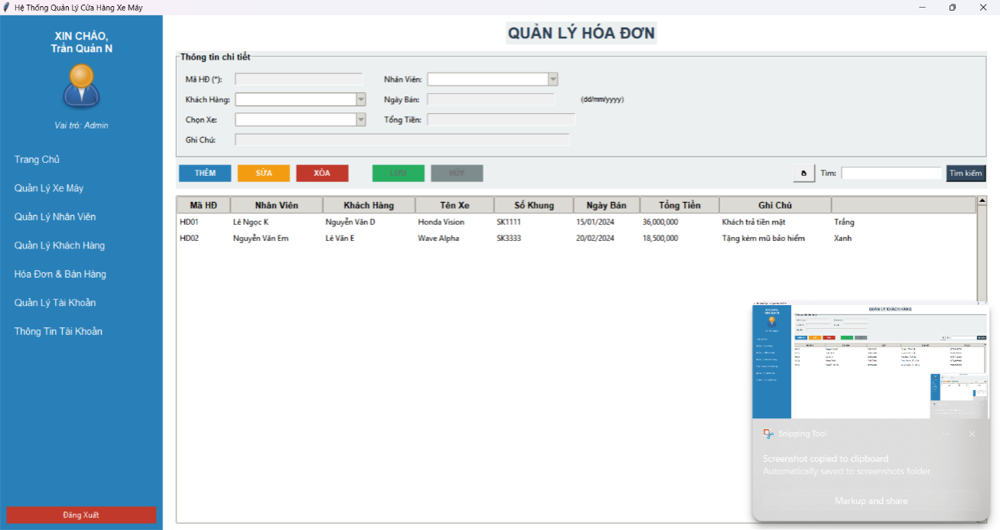 Hệ Thống Quản Lý Cửa Hàng Xe Máy
XIN CHÀO,
Trần Quản N
Vai trò: Admin
Trang Chủ
Quản Lý Xe Máy
Quản Lý Nhân Viên
Quản Lý Khách Hàng
Hóa Đơn & Bán Hàng
Quản Lý Tài Khoản
Thông Tin Tài Khoản
Đăng Xuất
QUẢN LÝ HÓA ĐƠN
Thông tin chi tiết
Mã HĐ (*): Nhân Viên:
Khách Hàng: Ngày Bán: (dd/mm/yyyy)
Chọn Xe: Tổng Tiền:
Ghi Chú:
THÊM SỬA XÓA LƯU HỦY Tìm: Tìm kiếm
Mã HĐ Nhân Viên Khách Hàng Tên Xe Số Khung Ngày Bán Tổng Tiền Ghi Chú
HD01 Lê Ngọc K Nguyễn Văn D Honda Vision SK1111 15/01/2024 36,000,000 Khách trả tiền mặt Trắng
HD02 Nguyễn Văn Em Lê Văn E Wave Alpha SK3333 20/02/2024 18,500,000 Tặng kèm mũ bảo hiểm Xanh
QUẢN LÝ KHÁCH HÀNG
Snipping Tool
Screenshot copied to clipboard
Automatically saved to screenshots folder.
Markup and share